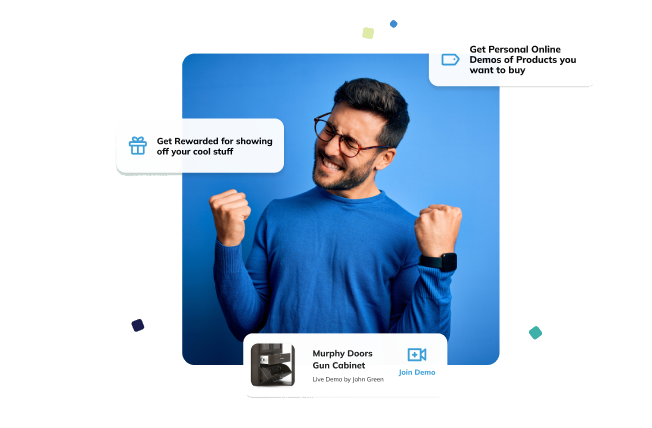 Get Personal Online
Demos of Products you
want to buy
Get Rewarded for showing
off your cool stuff
Murphy Doors
Gun Cabinet
Live Demo by John Green
Join Demo